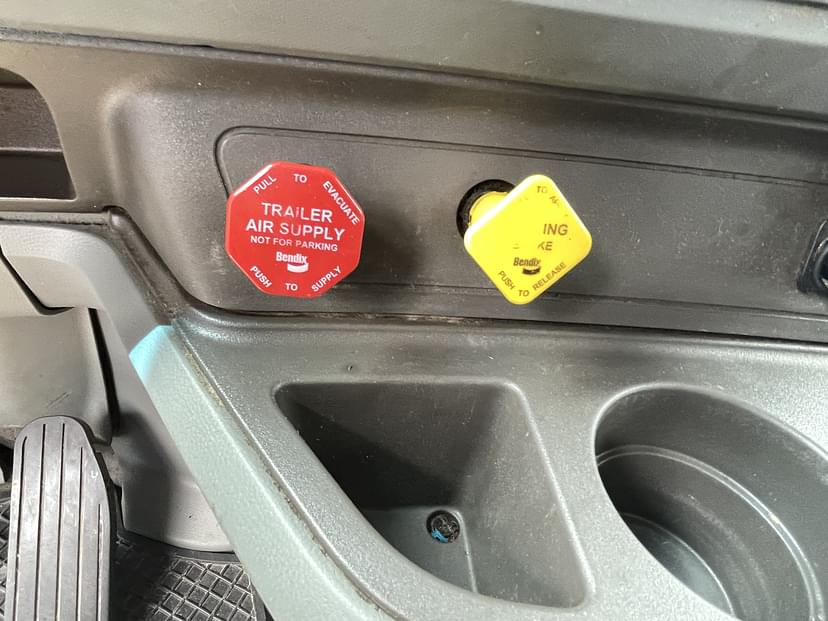 PULL TO EVACUATE
TRAILER
AIR SUPPLY
NOT FOR PARKING
Bendix
PUSH TO SUPPLY
TO
ING
KE
Bendix
PUSH TO RELEASE